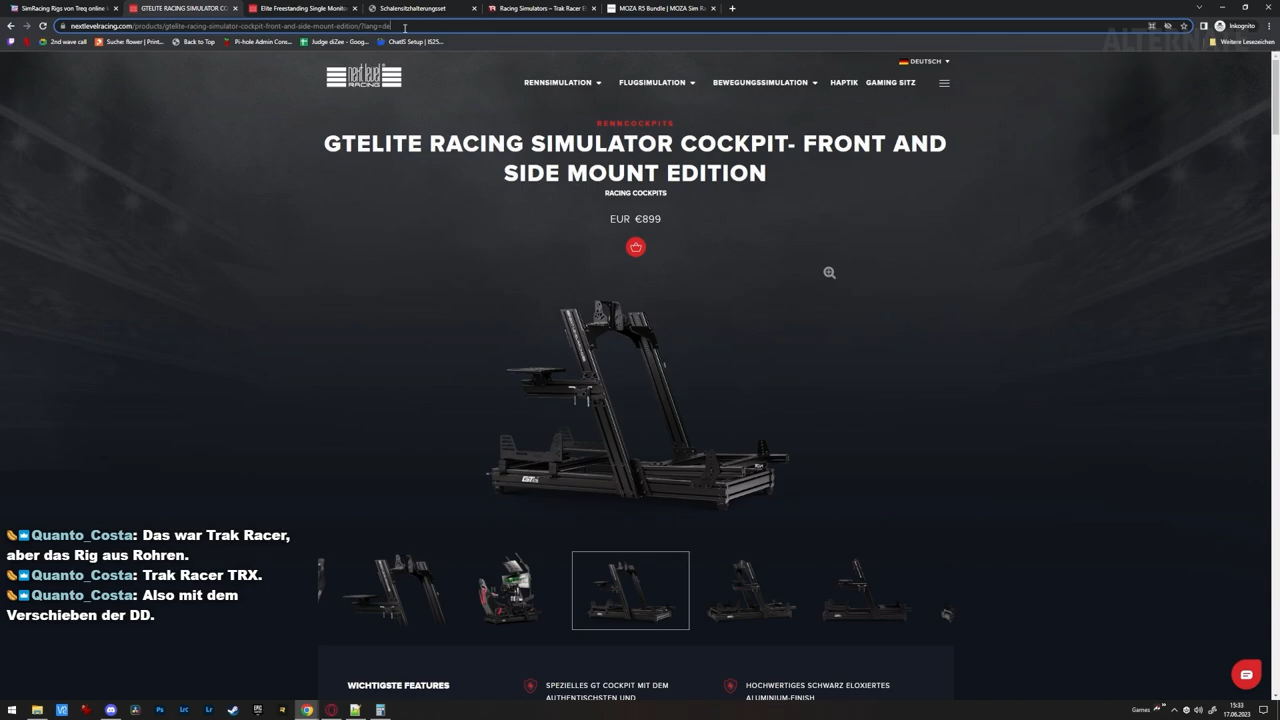 SimRacing Rigs von Treq online k
GTELITE RACING SIMULATOR CO
Elite Freestanding Single Monito
Schalensitzhalterungsset
Racing Simulators – Trak Racer E
MOZA R5 Bundle | MOZA Sim Ra
nextlevelracing.com/products/gtelite-racing-simulator-cockpit-front-and-side-mount-edition/?lang=de
Inkognito
2nd wave call
Suche: flower | Print...
Back to Top
Pi-hole Admin Cons...
Judge diZee - Goog...
ChatIS Setup | IS25...
Weitere Lesezeichen
ALTERN
next level
RACING
DEUTSCH
RENNSIMULATION
FLUGSIMULATION
BEWEGUNGSSIMULATION
HAPTIK
GAMING SITZ
RENNCOCKPITS
GTELITE RACING SIMULATOR COCKPIT- FRONT AND
SIDE MOUNT EDITION
RACING COCKPITS
EUR €899
Quanto_Costa: Das war Trak Racer,
aber das Rig aus Rohren.
Quanto_Costa: Trak Racer TRX.
Quanto_Costa: Also mit dem
Verschieben der DD.
WICHTIGSTE FEATURES
SPEZIELLES GT COCKPIT MIT DEM
AUTHENTISCHSTEN UND
HOCHWERTIGES SCHWARZ ELOXIERTES
ALUMINIUM-FINISH
Games
15:33
17.06.2023